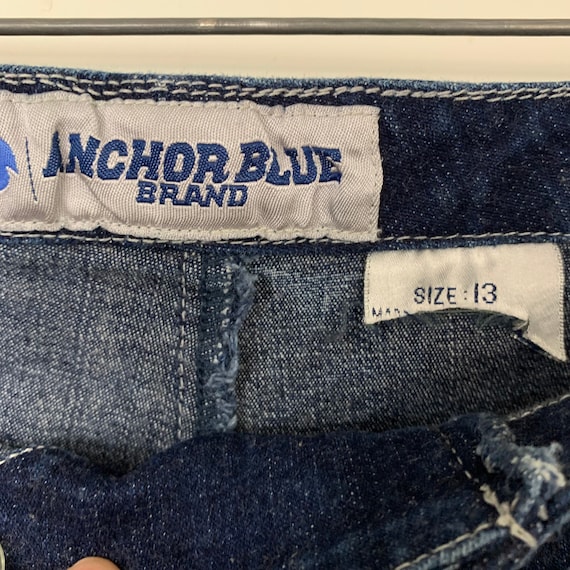 ANCHOR BLUE
BRAND
SIZE : 13